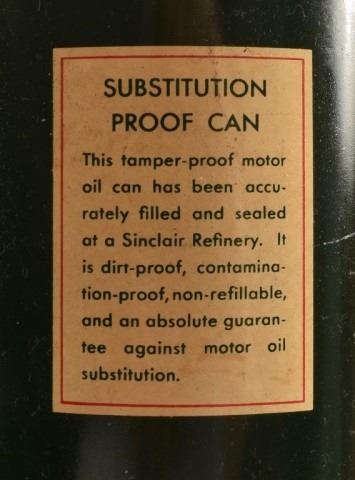 SUBSTITUTION
PROOF CAN
This tamper-proof motor
oil can has been accu-
rately filled and sealed
at a Sinclair Refinery. It
is dirt-proof, contamina-
tion-proof, non-refillable,
and an absolute guaran-
tee against motor oil
substitution.